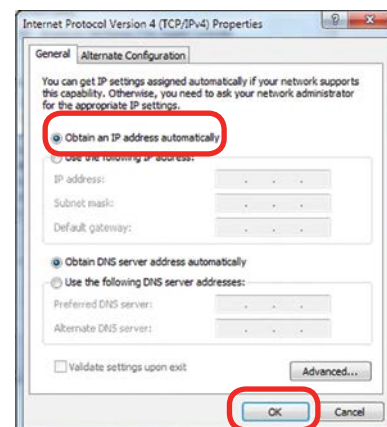 Internet Protocol Version 4 (TCP/IPv4) Properties
General
Alternate Configuration
You can get IP settings assigned automatically if your network supports
this capability. Otherwise, you need to ask your network administrator
for the appropriate IP settings.
Obtain an IP address automatically
Use the following IP address:
IP address:
Subnet mask:
Default gateway:
Obtain DNS server address automatically
Use the following DNS server addresses:
Preferred DNS server:
Alternate DNS server:
Validate settings upon exit
Advanced...
OK
Cancel